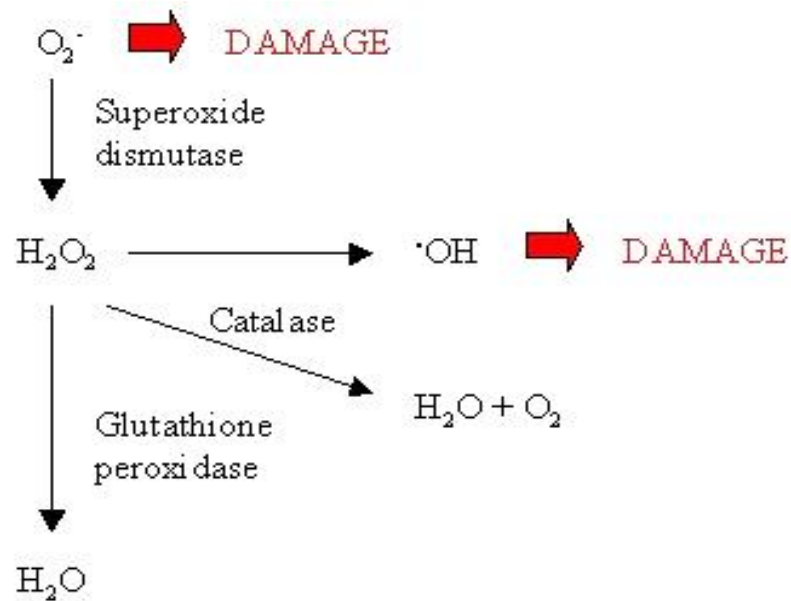 O₂·⁻ DAMAGE
Superoxide
dismutase
H₂O₂ ·OH DAMAGE
Catalase
H₂O + O₂
Glutathione
peroxidase
H₂O